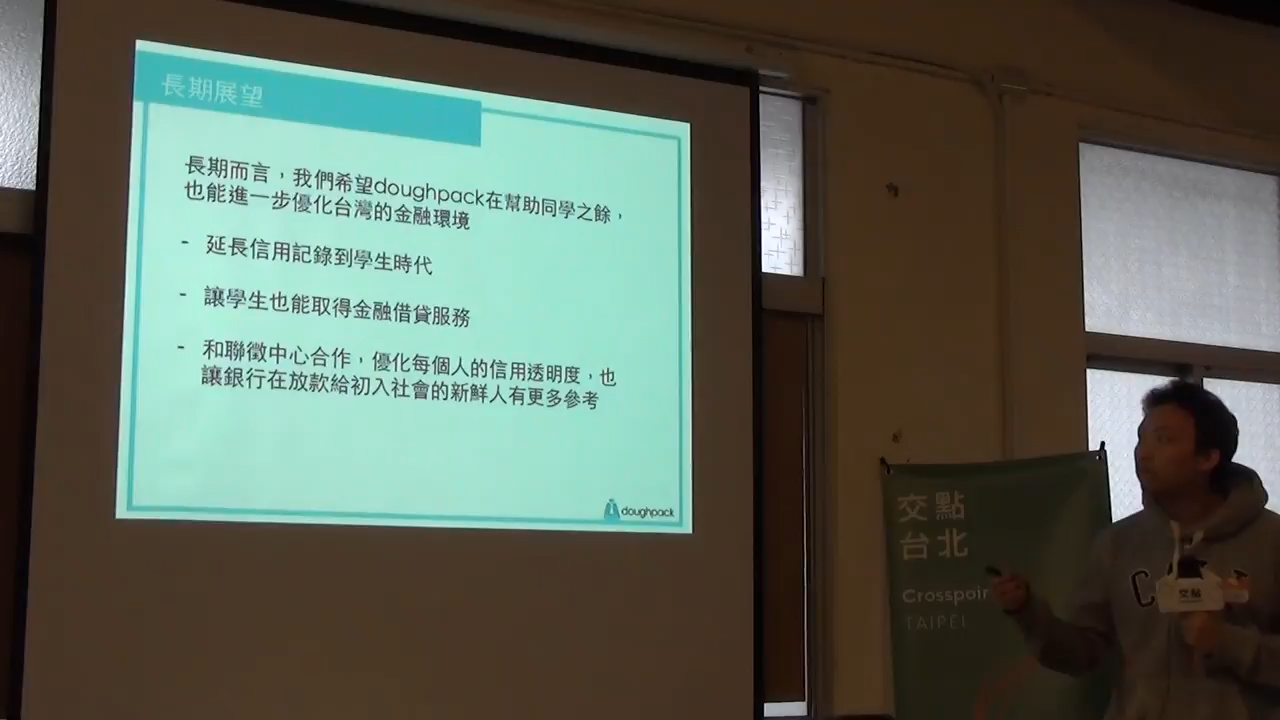 長期展望
長期而言，我們希望doughpack在幫助同學之餘，
也能進一步優化台灣的金融環境
- 延長信用記錄到學生時代
- 讓學生也能取得金融借貸服務
- 和聯徵中心合作，優化每個人的信用透明度，也
讓銀行在放款給初入社會的新鮮人有更多參考
doughpack
交點
台北
Crosspoin
TAIPEI
交點